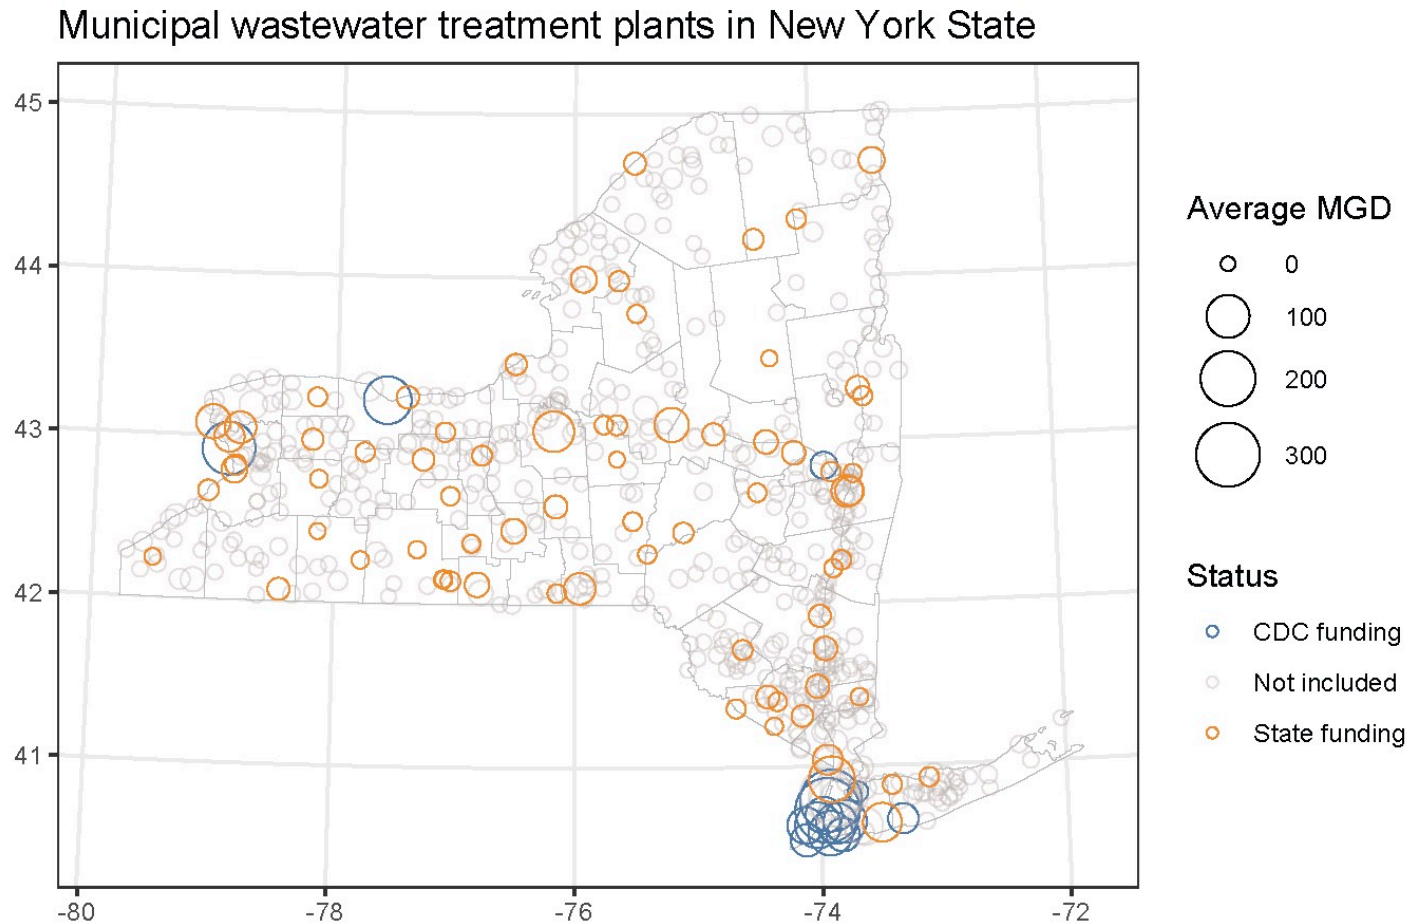 Municipal wastewater treatment plants in New York State
45
44
43
42
41
-80
-78
-76
-74
-72
Average MGD
0
100
200
300
Status
CDC funding
Not included
State funding